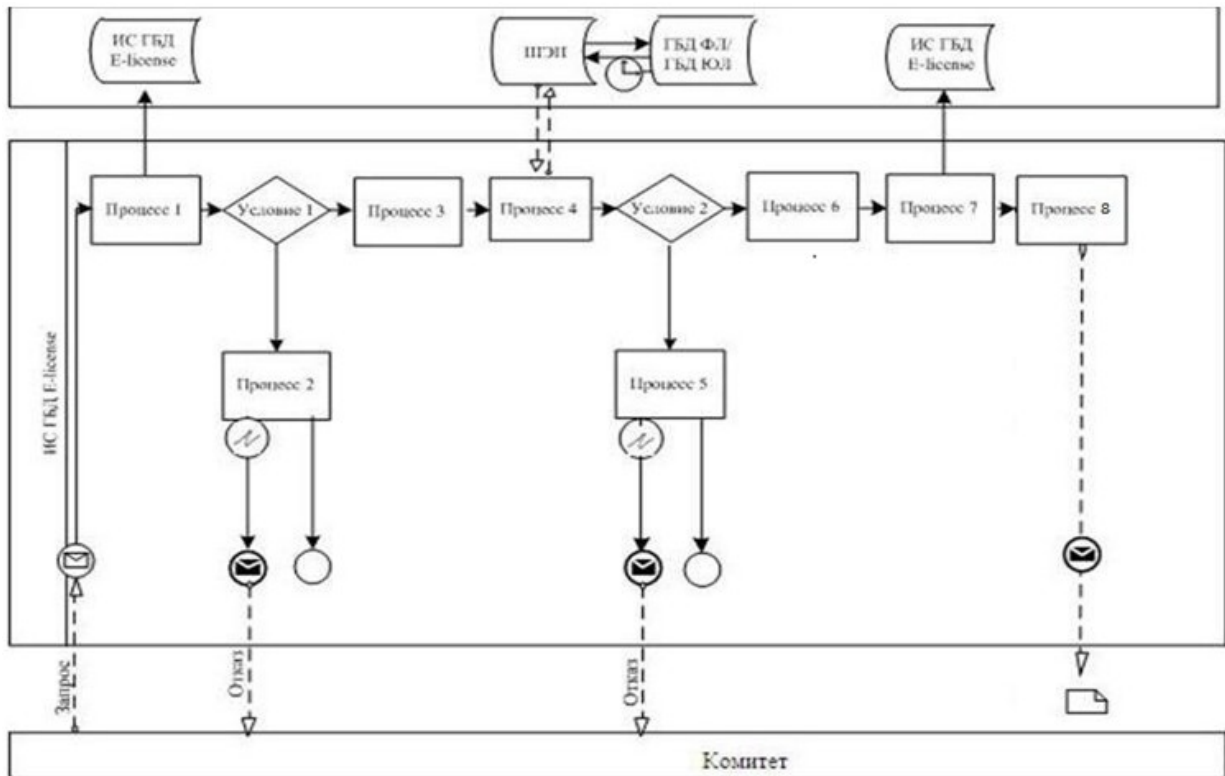 ИС ГБД
E-license
ШЭП
ГБД ФЛ/
ГБД ЮЛ
ИС ГБД
E-license
ИС ГБД E-license
Процесс 1
Условие 1
Процесс 3
Процесс 4
Условие 2
Процесс 6
Процесс 7
Процесс 8
Процесс 2
Процесс 5
Запрос
Отказ
Отказ
Комитет